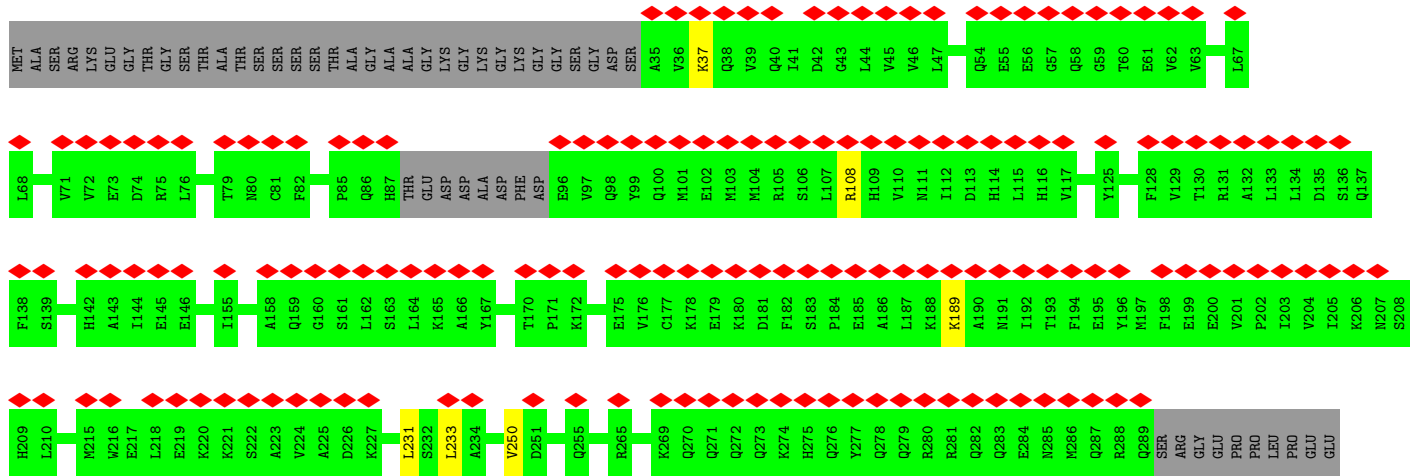 MET ALA SER ARG LYS GLU GLY THR GLY SER THR ALA THR SER SER SER SER THR ALA GLY ALA ALA GLY LYS GLY LYS GLY LYS GLY GLY SER GLY ASP SER A35 V36 K37 Q38 V39 Q40 I41 D42 G43 L44 V45 V46 L47 Q54 E55 E56 G57 Q58 G59 T60 E61 V62 V63 L67
L68 V71 V72 E73 D74 R75 L76 T79 N80 C81 F82 P85 Q86 H87 THR GLU ASP ASP ALA ASP PHE ASP E96 V97 Q98 Y99 Q100 M101 E102 M103 M104 R105 S106 L107 R108 H109 V110 N111 I112 D113 H114 L115 H116 V117 Y125 F128 V129 T130 R131 A132 L133 L134 D135 S136 Q137
F138 S139 H142 A143 I144 E145 E146 I155 A158 Q159 G160 S161 L162 S163 L164 K165 A166 Y167 T170 P171 K172 E175 V176 C177 K178 E179 K180 D181 F182 S183 P184 E185 A186 L187 K188 K189 A190 N191 I192 T193 F194 E195 Y196 M197 F198 E199 E200 V201 P202 I203 V204 I205 K206 N207 S208
H209 L210 M215 W216 E217 L218 E219 K220 K221 S222 A223 V224 A225 D226 K227 L231 S232 L233 A234 V250 D251 Q255 R265 K269 Q270 Q271 Q272 Q273 K274 H275 Q276 Y277 Q278 Q279 R280 R281 Q282 Q283 E284 N285 M286 Q287 R288 Q289 SER ARG GLY GLU PRO PRO LEU PRO GLU GLU